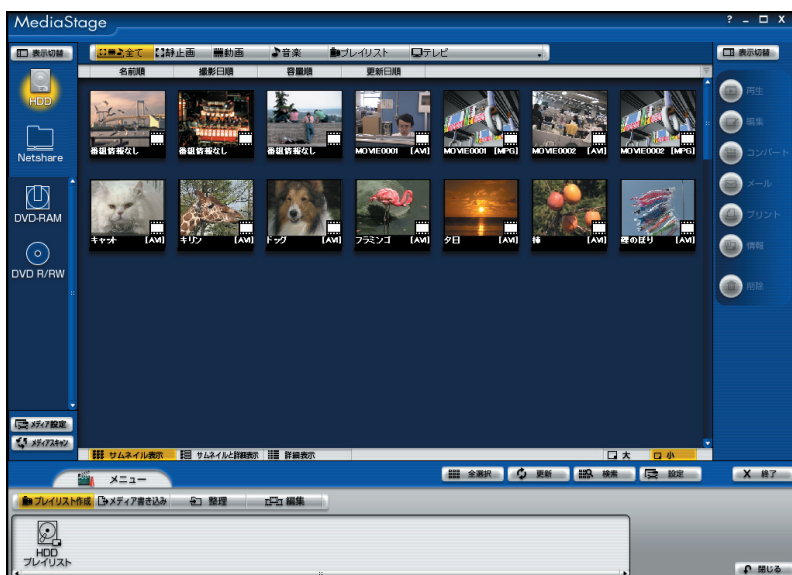 MediaStage
? – □ X
表示切替
全て 静止画 動画 音楽 プレイリスト テレビ
表示切替
名前順 撮影日順 容量順 更新日順
HDD
Netshare
DVD-RAM
DVD R/RW
番組情報なし
番組情報なし
番組情報なし
MOVIE0001 [AVI]
MOVIE0001 [MPG]
MOVIE0002 [AVI]
MOVIE0002 [MPG]
キャット [AVI]
キリン [AVI]
ドッグ [AVI]
フラミンゴ [AVI]
夕日 [AVI]
柿 [AVI]
鯉のぼり [AVI]
再生
編集
コンバート
メール
プリント
情報
削除
メディア設定
メディアスキャン
サムネイル表示 サムネイルと詳細表示 詳細表示 大 小
メニュー
全選択 更新 検索 設定 X 終了
プレイリスト作成 メディア書き込み 整理 編集
HDD
プレイリスト
閉じる